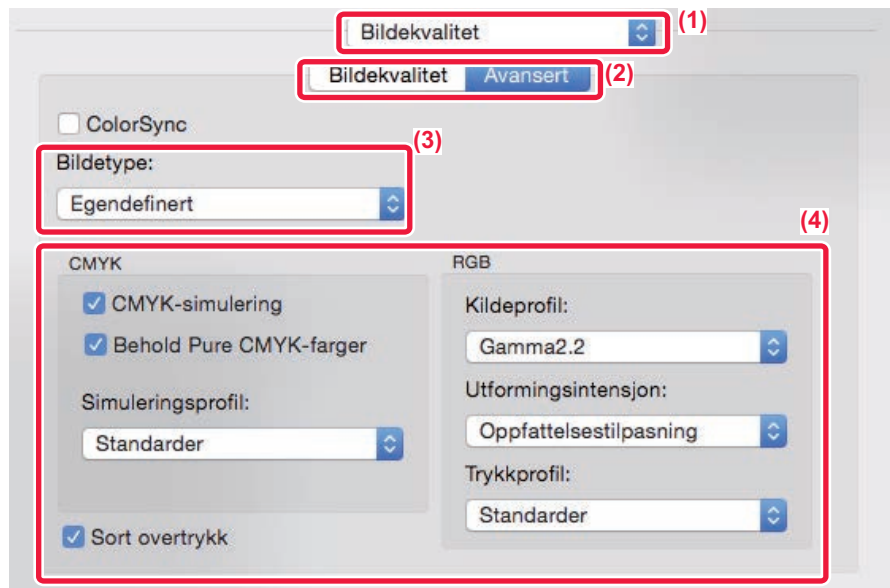 Bildekvalitet
(1)
Bildekvalitet Avansert
(2)
ColorSync
(3)
Bildetype:
Egendefinert
(4)
CMYK
CMYK-simulering
Behold Pure CMYK-farger
Simuleringsprofil:
Standarder
Sort overtrykk
RGB
Kildeprofil:
Gamma2.2
Utformingsintensjon:
Oppfattelsestilpasning
Trykkprofil:
Standarder